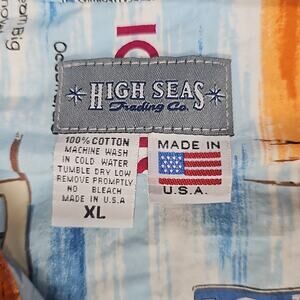 HIGH SEAS
Trading Co.
100% COTTON
MACHINE WASH
IN COLD WATER
TUMBLE DRY LOW
REMOVE PROMPTLY
NO BLEACH
MADE IN U.S.A
XL
MADE IN
U.S.A.